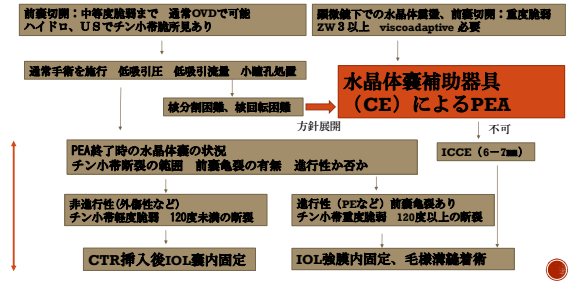 前嚢切開：中等度脆弱まで　通常OVDで可能
ハイドロ、ＵＳでチン小帯脆所見あり
顕微鏡下での水晶体震盪、前嚢切開：重度脆弱
ZW３以上　viscoadaptive 必要
通常手術を施行　低吸引圧　低吸引流量　小瞳孔処置
水晶体嚢補助器具
（CE）によるPEA
核分割困難、核回転困難
方針展開
不可
PEA終了時の水晶体嚢の状況
チン小帯断裂の範囲　前嚢亀裂の有無　進行性か否か
ICCE（6－7㎜）
非進行性(外傷性など)
チン小帯軽度脆弱　120度未満の断裂
進行性（PEなど）前嚢亀裂あり
チン小帯重度脆弱　120度以上の断裂
CTR挿入後IOL嚢内固定
IOL強膜内固定、毛様溝縫着術